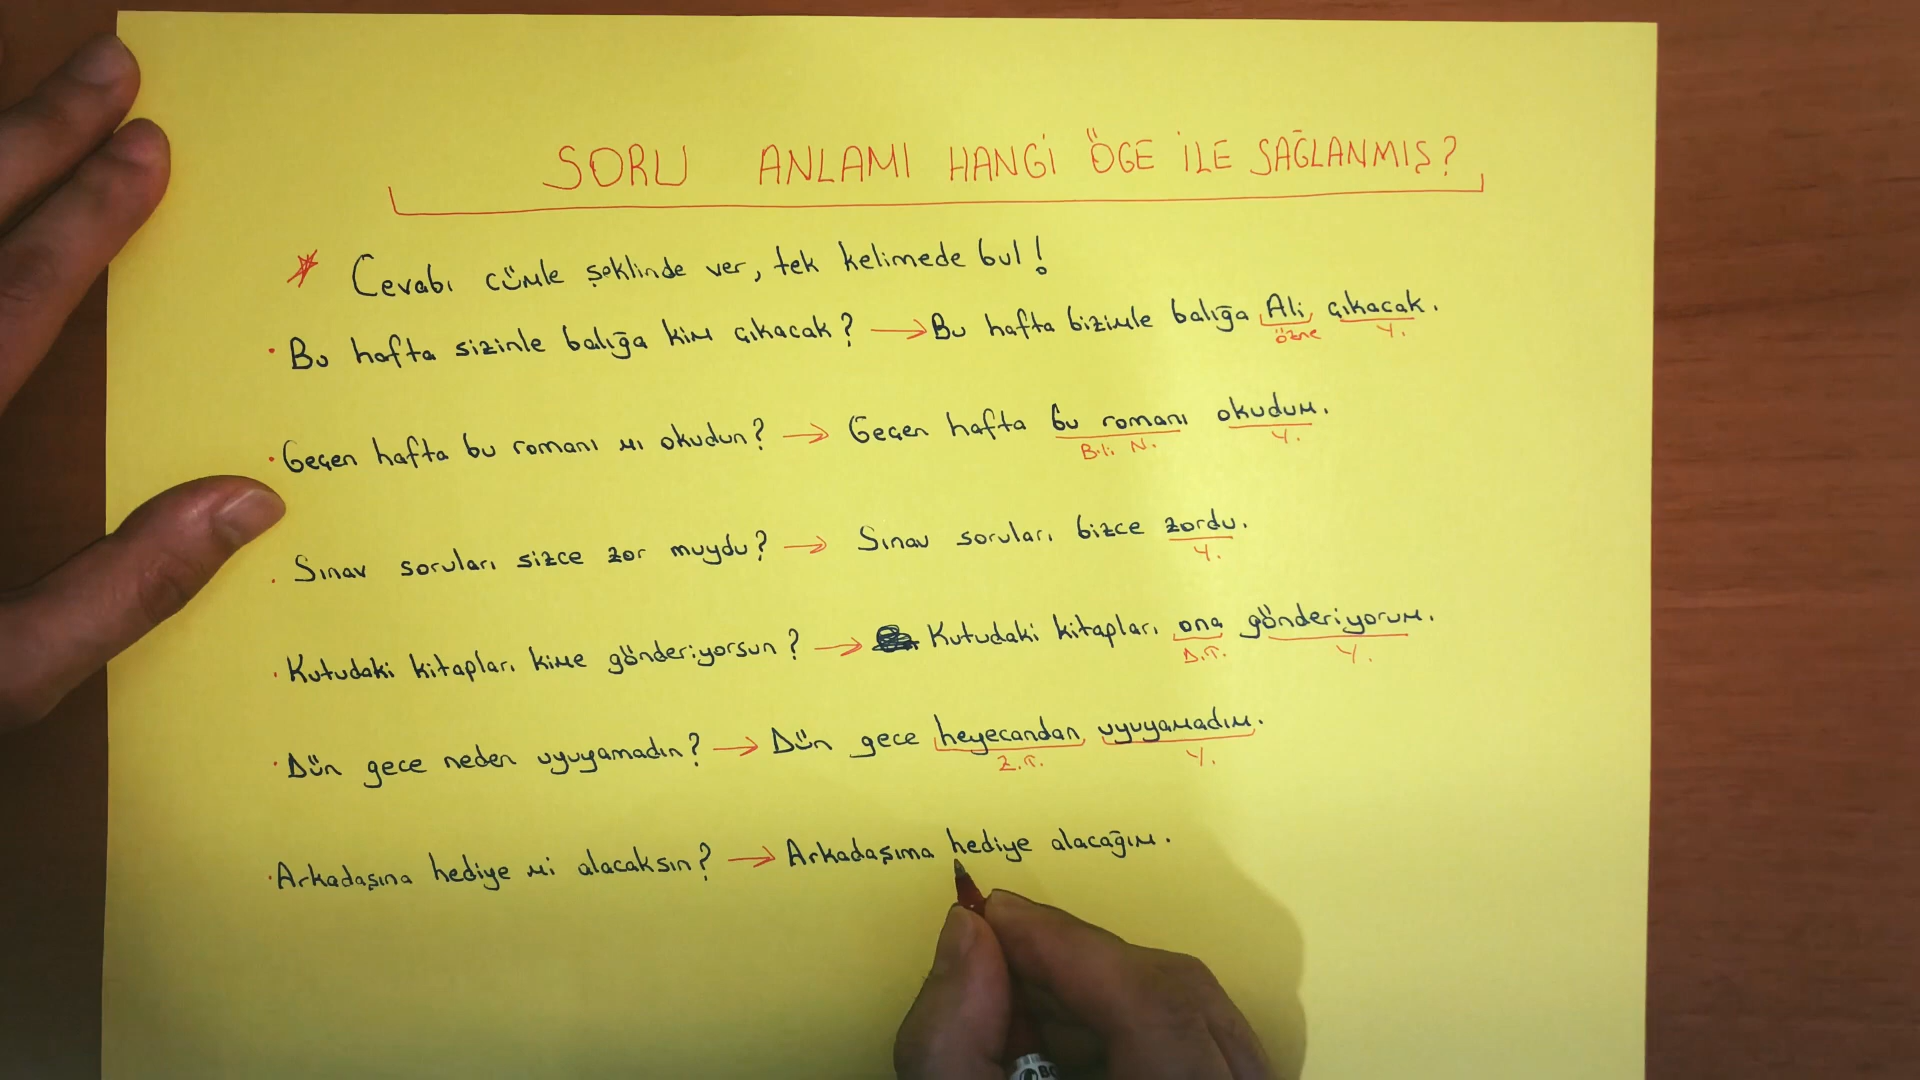 SORU ANLAMI HANGİ ÖGE İLE SAĞLANMIŞ?
* Cevabı cümle şeklinde ver, tek kelimede bul!
• Bu hafta sizinle balığa kim çıkacak? → Bu hafta bizimle balığa Ali çıkacak.
özne Y.
• Geçen hafta bu romanı mı okudun? → Geçen hafta bu romanı okudum.
B.li N. Y.
• Sınav soruları sizce zor muydu? → Sınav soruları bizce zordu.
Y.
• Kutudaki kitapları kime gönderiyorsun? → Kutudaki kitapları ona gönderiyorum.
D.T. Y.
• Dün gece neden uyuyamadın? → Dün gece heyecandan uyuyamadım.
Z.T. Y.
• Arkadaşına hediye mi alacaksın? → Arkadaşıma hediye alacağım.